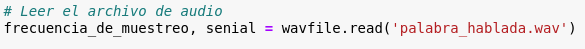 # Leer el archivo de audio
frecuencia_de_muestreo, senial = wavfile.read('palabra_hablada.wav')